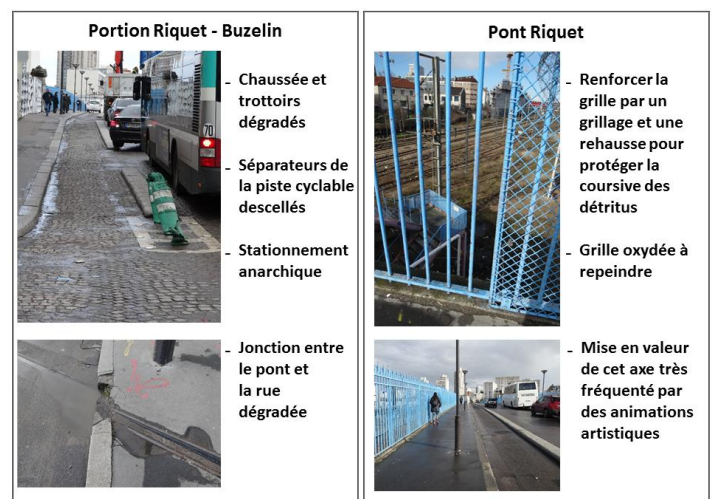 Portion Riquet - Buzelin
- Chaussée et
trottoirs
dégradés
- Séparateurs de
la piste cyclable
descellés
- Stationnement
anarchique
- Jonction entre
le pont et
la rue
dégradée
70
Pont Riquet
- Renforcer la
grille par un
grillage et une
rehausse pour
protéger la
coursive des
détritus
- Grille oxydée à
repeindre
- Mise en valeur
de cet axe très
fréquenté par
des animations
artistiques